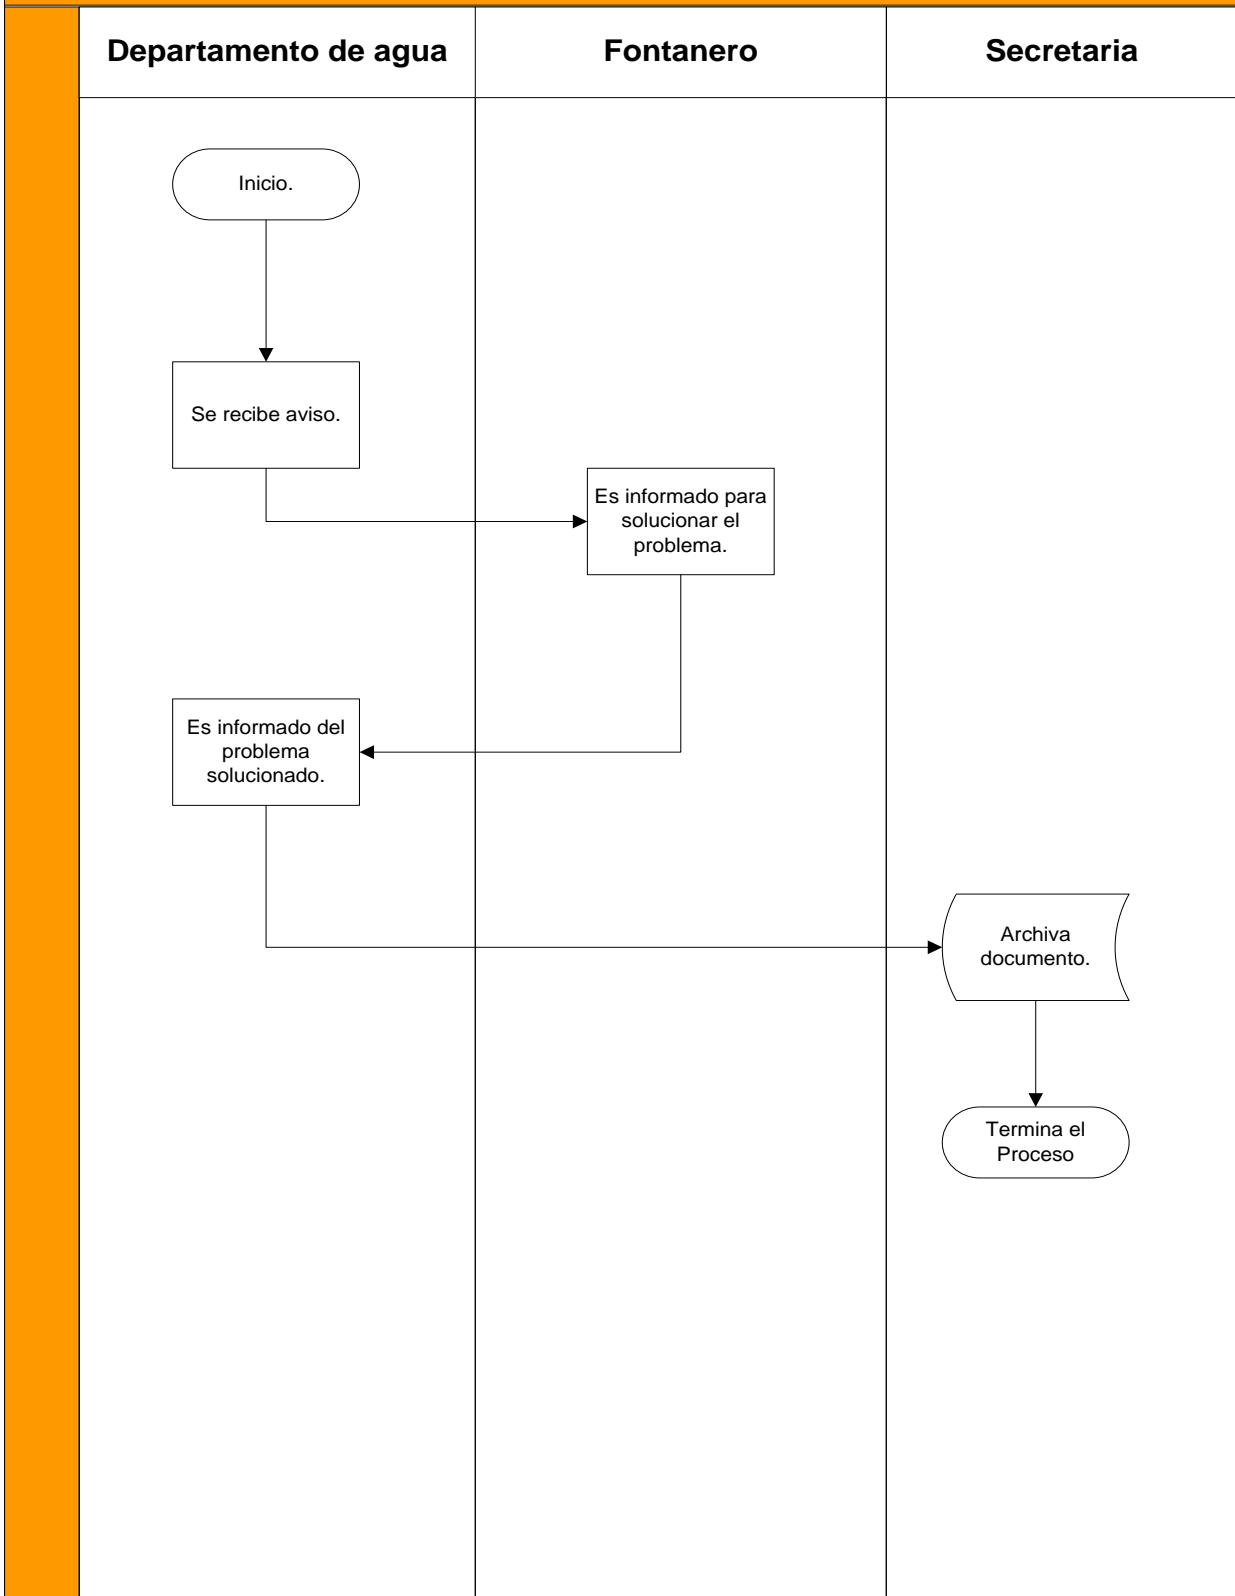 Departamento de agua
Fontanero
Secretaria
Inicio.
Se recibe aviso.
Es informado para
solucionar el
problema.
Es informado del
problema
solucionado.
Archiva
documento.
Termina el
Proceso